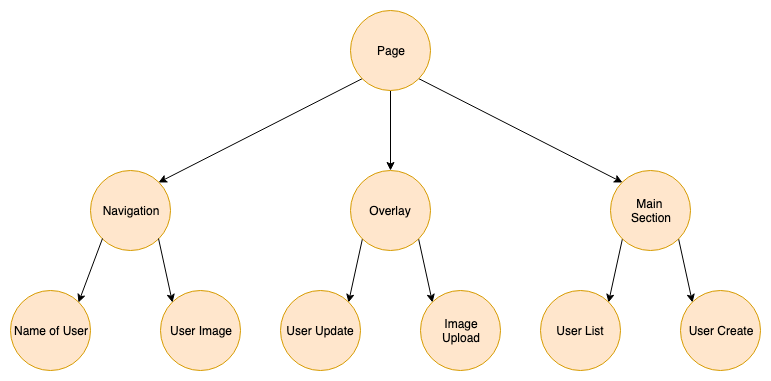 Page
Navigation
Overlay
Main
Section
Name of User
User Image
User Update
Image
Upload
User List
User Create